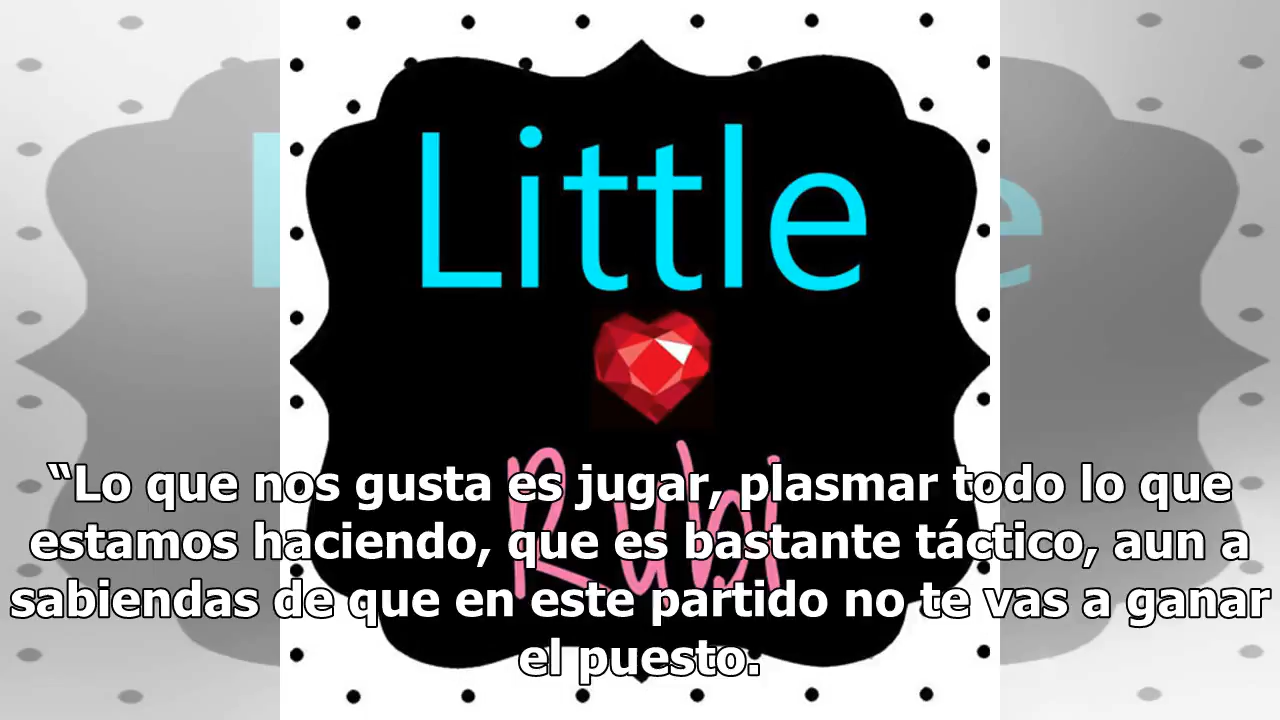 Little
Rubi
“Lo que nos gusta es jugar, plasmar todo lo que
estamos haciendo, que es bastante táctico, aun a
sabiendas de que en este partido no te vas a ganar
el puesto.